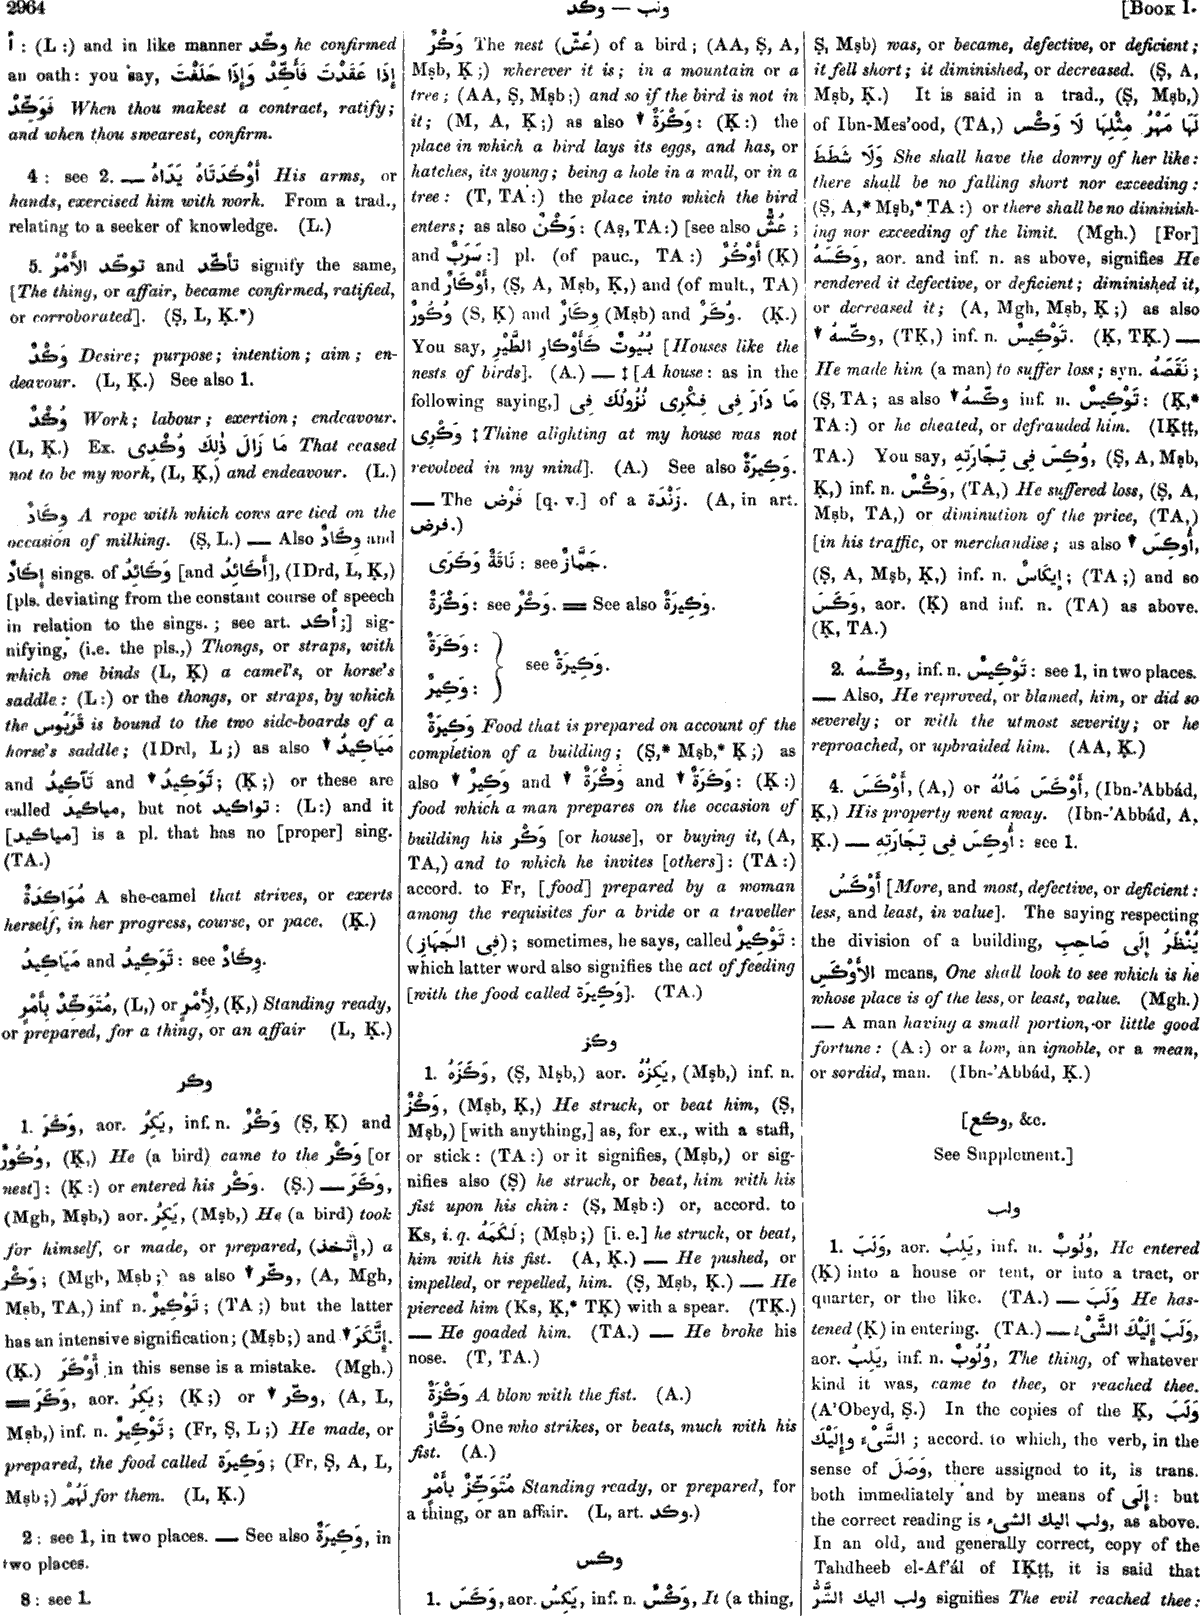 2964
ونب — وكد
[Book I.
أ : (L:) and in like manner وكّد he confirmed
an oath: you say, إِذَا عَقَدْتَ فَأَكِّدْ وَإِذَا حَلَفْتَ
فَوَكِّدْ When thou makest a contract, ratify;
and when thou swearest, confirm.
4 : see 2. — أَوْكَدَتَاهُ يَدَاهُ His arms, or
hands, exercised him with work. From a trad.,
relating to a seeker of knowledge. (L.)
5. توكّد الأَمْرُ and تأكّد signify the same,
[The thing, or affair, became confirmed, ratified,
or corroborated]. (Ṣ, L, Ḳ.*)
وَكْدٌ Desire; purpose; intention; aim; en-
deavour. (L, Ḳ.) See also 1.
وُكْدٌ Work; labour; exertion; endeavour.
(L, Ḳ.) Ex. مَا زَالَ ذٰلِكَ وُكْدِى That ceased
not to be my work, (L, Ḳ,) and endeavour. (L.)
وِكَادٌ A rope with which cows are tied on the
occasion of milking. (Ṣ, L.) — Also وِكَادٌ and
إِكَادٌ sings. of وَكَائِدُ [and أَكَائِدُ], (IDrd, L, Ḳ,)
[pls. deviating from the constant course of speech
in relation to the sings.; see art. أكد;] sig-
nifying, (i.e. the pls.,) Thongs, or straps, with
which one binds (L, Ḳ) a camel's, or horse's
saddle: (L:) or the thongs, or straps, by which
the قَرَبُوس is bound to the two side-boards of a
horse's saddle; (IDrd, L;) as also ▼ مَيَاكِيدُ
and تَآكِيدُ and ▼ تَوَكِيدُ; (Ḳ;) or these are
called مياكيد, but not تواكيد: (L:) and it
[مياكيد] is a pl. that has no [proper] sing.
(TA.)
مُوَاكِدَةٌ A she-camel that strives, or exerts
herself, in her progress, course, or pace. (Ḳ.)
مَيَاكِيدُ and تَوَكِيدُ: see وِكَادٌ.
مُتَوَكِّدٌ بِأَمْرٍ, (L,) or لِأَمْرٍ, (Ḳ,) Standing ready,
or prepared, for a thing, or an affair (L, Ḳ.)
وكر
1. وَكَرَ, aor. يَكِرُ, inf. n. وَكْرٌ (Ṣ, Ḳ) and
وُكُورٌ, (Ḳ,) He (a bird) came to the وَكْر [or
nest]: (Ḳ:) or entered his وَكْر. (Ṣ.) — وَكَرَ,
(Mgh, Mṣb,) aor. يَكِرُ, (Mṣb,) He (a bird) took
for himself, or made, or prepared, (إِتّخذ,) a
وَكْر; (Mgh, Mṣb;) as also ▼ وكّر, (A, Mgh,
Mṣb, TA,) inf n. تَوْكِيرٌ; (TA;) but the latter
has an intensive signification; (Mṣb;) and ▼ إِتَّكَرَ.
(Ḳ.) أَوْكَرَ in this sense is a mistake. (Mgh.)
= وَكَرَ, aor. يَكِرُ; (Ḳ;) or ▼ وكّر, (A, L,
Mṣb,) inf. n. تَوْكِيرٌ; (Fr, Ṣ, L;) He made, or
prepared, the food called وَكِيرَة; (Fr, Ṣ, A, L,
Mṣb;) لَهُمْ for them. (L, Ḳ.)
2 : see 1, in two places. — See also وَكِيرَةٌ, in
two places.
8 : see 1.
وَكْرٌ The nest (عُشّ) of a bird; (AA, Ṣ, A,
Mṣb, Ḳ;) wherever it is; in a mountain or a
tree; (AA, Ṣ, Mṣb;) and so if the bird is not in
it; (M, A, Ḳ;) as also ▼ وَكْرَةٌ: (Ḳ:) the
place in which a bird lays its eggs, and has, or
hatches, its young; being a hole in a wall, or in a
tree: (T, TA:) the place into which the bird
enters; as also وَكْنٌ: (Aṣ, TA:) [see also عُشٌّ;
and سَرَبٌ:] pl. (of pauc., TA:) أَوْكُرٌ (Ḳ)
and أَوْكَارٌ, (Ṣ, A, Mṣb, Ḳ,) and (of mult., TA)
وُكُورٌ (S, Ḳ) and وِكَارٌ (Mṣb) and وُكَرٌ. (Ḳ.)
You say, بُيُوتٌ كَأَوْكَارِ الطَّيْرِ [Houses like the
nests of birds]. (A.) — ‡ [A house: as in the
following saying,] مَا دَارَ فِى فِكْرِى نُزُولُكَ فِى
وَكْرِى ‡ Thine alighting at my house was not
revolved in my mind]. (A.) See also وَكِيرَةٌ.
— The فَرْض [q. v.] of a زَنْدَة. (A, in art.
فرض.)
نَاقَةٌ وَكَرَى : see جَمَّازٌ.
وَكْرَةٌ: see وَكْرٌ. = See also وَكِيرَةٌ.
وَكَرَةٌ :
see وَكِيرَةٌ.
وَكِيرٌ :
وَكِيرَةٌ Food that is prepared on account of the
completion of a building; (Ṣ,* Mṣb,* Ḳ;) as
also ▼ وَكِيرٌ and ▼ وَكْرَةٌ and ▼ وَكَرَةٌ: (Ḳ:)
food which a man prepares on the occasion of
building his وَكْر [or house], or buying it, (A,
TA,) and to which he invites [others]: (TA:)
accord. to Fr, [food] prepared by a woman
among the requisites for a bride or a traveller
(فِى الجَهَازِ); sometimes, he says, called تَوْكِيرٌ :
which latter word also signifies the act of feeding
[with the food called وَكِيرَة]. (TA.)
وكز
1. وَكَزَهُ, (Ṣ, Mṣb,) aor. يَكِزُهُ, (Mṣb,) inf. n.
وَكْزٌ, (Mṣb, Ḳ,) He struck, or beat him, (Ṣ,
Mṣb,) [with anything,] as, for ex., with a staff,
or stick: (TA:) or it signifies, (Mṣb,) or sig-
nifies also (Ṣ) he struck, or beat, him with his
fist upon his chin: (Ṣ, Mṣb:) or, accord. to
Ks, i. q. لَكَمَهُ; (Mṣb;) [i. e.] he struck, or beat,
him with his fist. (A, Ḳ.) — He pushed, or
impelled, or repelled, him. (Ṣ, Mṣb, Ḳ.) — He
pierced him (Ks, Ḳ,* TḲ) with a spear. (TḲ.)
— He goaded him. (TA.) — He broke his
nose. (T, TA.)
وَكْزَةٌ A blow with the fist. (A.)
وَكَّازٌ One who strikes, or beats, much with his
fist. (A.)
مُتَوَكِّزٌ بِأَمْرٍ Standing ready, or prepared, for
a thing, or an affair. (L, art. وكد.)
وكس
1. وَكَسَ, aor. يَكِسُ, inf. n. وَكْسٌ, It (a thing,
Ṣ, Mṣb) was, or became, defective, or deficient;
it fell short; it diminished, or decreased. (Ṣ, A,
Mṣb, Ḳ.) It is said in a trad., (Ṣ, Mṣb,)
of Ibn-Mes'ood, (TA,) لَهَا مَهْرُ مِثْلِهَا لَا وَكْس
وَلَا شَطَطَ She shall have the dowry of her like:
there shall be no falling short nor exceeding:
(Ṣ, A,* Mṣb,* TA:) or there shall be no diminish-
ing nor exceeding of the limit. (Mgh.) [For]
وَكَسَهُ, aor. and inf. n. as above, signifies He
rendered it defective, or deficient; diminished it,
or decreased it; (A, Mgh, Mṣb, Ḳ;) as also
▼ وكّسهُ, (TḲ,) inf. n. تَوْكِيسٌ. (Ḳ, TḲ.) —
He made him (a man) to suffer loss; syn. نَقَصَهُ;
(Ṣ, TA; as also ▼ وكّسهُ inf. n. تَوْكِيسٌ: (Ḳ,*
TA:) or he cheated, or defrauded him. (IḲṭṭ,
TA.) You say, وُكِسَ فِى تِجَارَتِهِ, (Ṣ, A, Mṣb,
Ḳ,) inf. n. وَكْسٌ, (TA,) He suffered loss, (Ṣ, A,
Mṣb, TA,) or diminution of the price, (TA,)
[in his traffic, or merchandise; as also ▼ أُوكِسَ,
(Ṣ, A, Mṣb, Ḳ,) inf. n. إِيكَاسٌ; (TA;) and so
وَكَسَ, aor. (Ḳ) and inf. n. (TA) as above.
(Ḳ, TA.)
2. وكّسهُ, inf. n. تَوْكِيسٌ: see 1, in two places.
— Also, He reproved, or blamed, him, or did so
severely; or with the utmost severity; or he
reproached, or upbraided him. (AA, Ḳ.)
4. أَوْكَسَ, (A,) or أَوْكَسَ مَالُهُ, (Ibn-'Abbád,
Ḳ,) His property went away. (Ibn-'Abbád, A,
Ḳ.) — أُوكِسَ فِى تِجَارَتِهِ : see 1.
أَوْكَسُ [More, and most, defective, or deficient:
less, and least, in value]. The saying respecting
the division of a building, يُنْظَرُ إِلَى صَاحِبِ
الأَوْكَسِ means, One shall look to see which is he
whose place is of the less, or least, value. (Mgh.)
— A man having a small portion, or little good
fortune: (A:) or a low, an ignoble, or a mean,
or sordid, man. (Ibn-'Abbád, Ḳ.)
[وكع, &c.
See Supplement.]
ولب
1. وَلَبَ, aor. يَلِبُ, inf. n. وُلُوبٌ, He entered
(Ḳ) into a house or tent, or into a tract, or
quarter, or the like. (TA.) — وَلَبَ He has-
tened (Ḳ) in entering. (TA.) — وَلَبَ إِلَيْكَ الشَّىْءُ,
aor. يَلِبُ, inf. n. وُلُوبٌ, The thing, of whatever
kind it was, came to thee, or reached thee.
(A'Obeyd, Ṣ.) In the copies of the Ḳ, وَلَبَ
الشَّىْءَ وإِلَيْكَ; accord. to which, the verb, in the
sense of وَصَلَ, there assigned to it, is trans.
both immediately and by means of إِلَى: but
the correct reading is ولب اليك الشىء, as above.
In an old, and generally correct, copy of the
Tahdheeb el-Af'ál of IḲṭṭ, it is said that
ولب اليك الشَّرُّ signifies The evil reached thee: